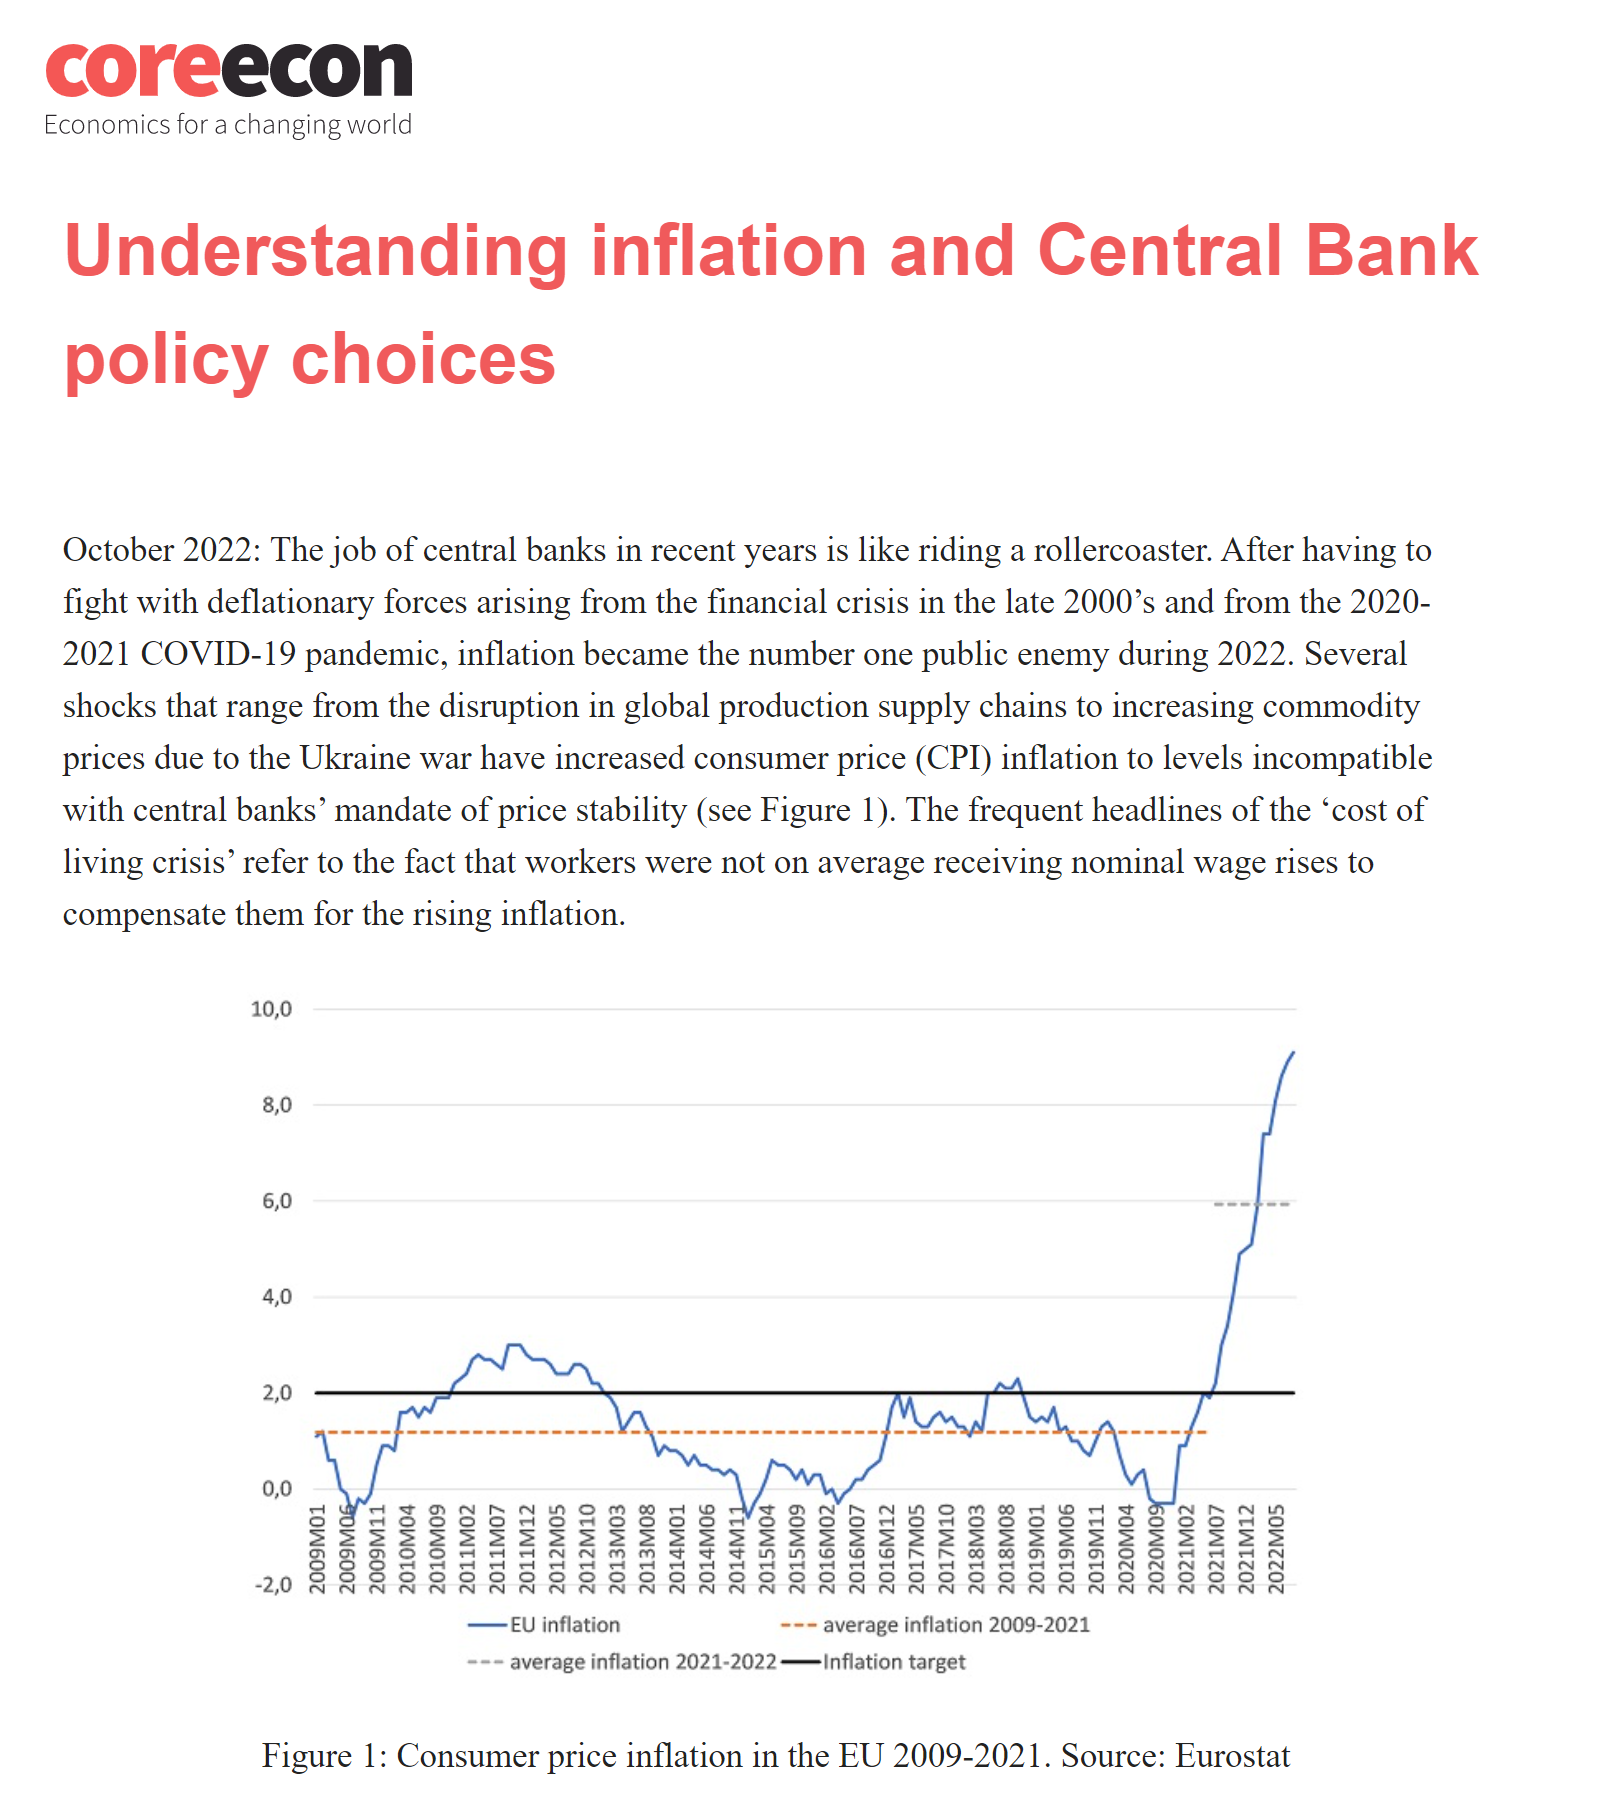 coreecon
Economics for a changing world
Understanding inflation and Central Bank
policy choices
October 2022: The job of central banks in recent years is like riding a rollercoaster. After having to
fight with deflationary forces arising from the financial crisis in the late 2000’s and from the 2020-
2021 COVID-19 pandemic, inflation became the number one public enemy during 2022. Several
shocks that range from the disruption in global production supply chains to increasing commodity
prices due to the Ukraine war have increased consumer price (CPI) inflation to levels incompatible
with central banks’ mandate of price stability (see Figure 1). The frequent headlines of the ‘cost of
living crisis’ refer to the fact that workers were not on average receiving nominal wage rises to
compensate them for the rising inflation.
10,0
8,0
6,0
4,0
2,0
0,0
-2,0
2009M01
2009M06
2009M11
2010M04
2010M09
2011M02
2011M07
2011M12
2012M05
2012M10
2013M03
2013M08
2014M01
2014M06
2014M11
2015M04
2015M09
2016M02
2016M07
2016M12
2017M05
2017M10
2018M03
2018M08
2019M01
2019M06
2019M11
2020M04
2020M09
2021M02
2021M07
2021M12
2022M05
EU inflation
average inflation 2009-2021
average inflation 2021-2022
Inflation target
Figure 1: Consumer price inflation in the EU 2009-2021. Source: Eurostat